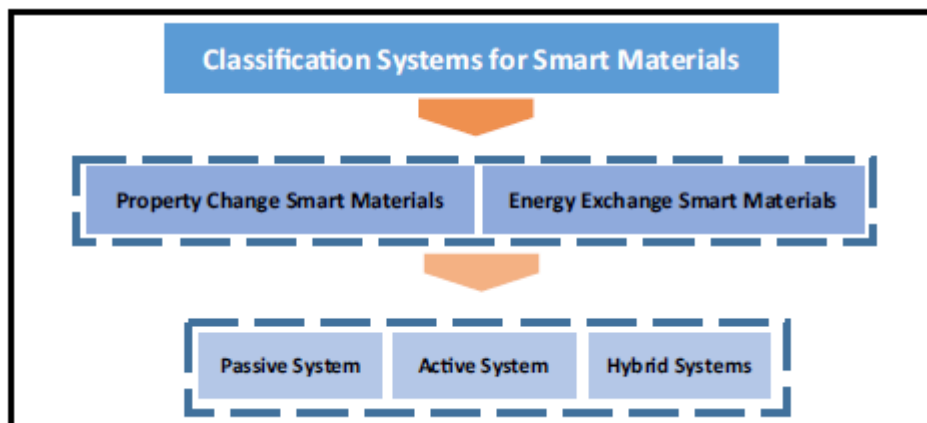 Classification Systems for Smart Materials
Property Change Smart Materials
Energy Exchange Smart Materials
Passive System
Active System
Hybrid Systems